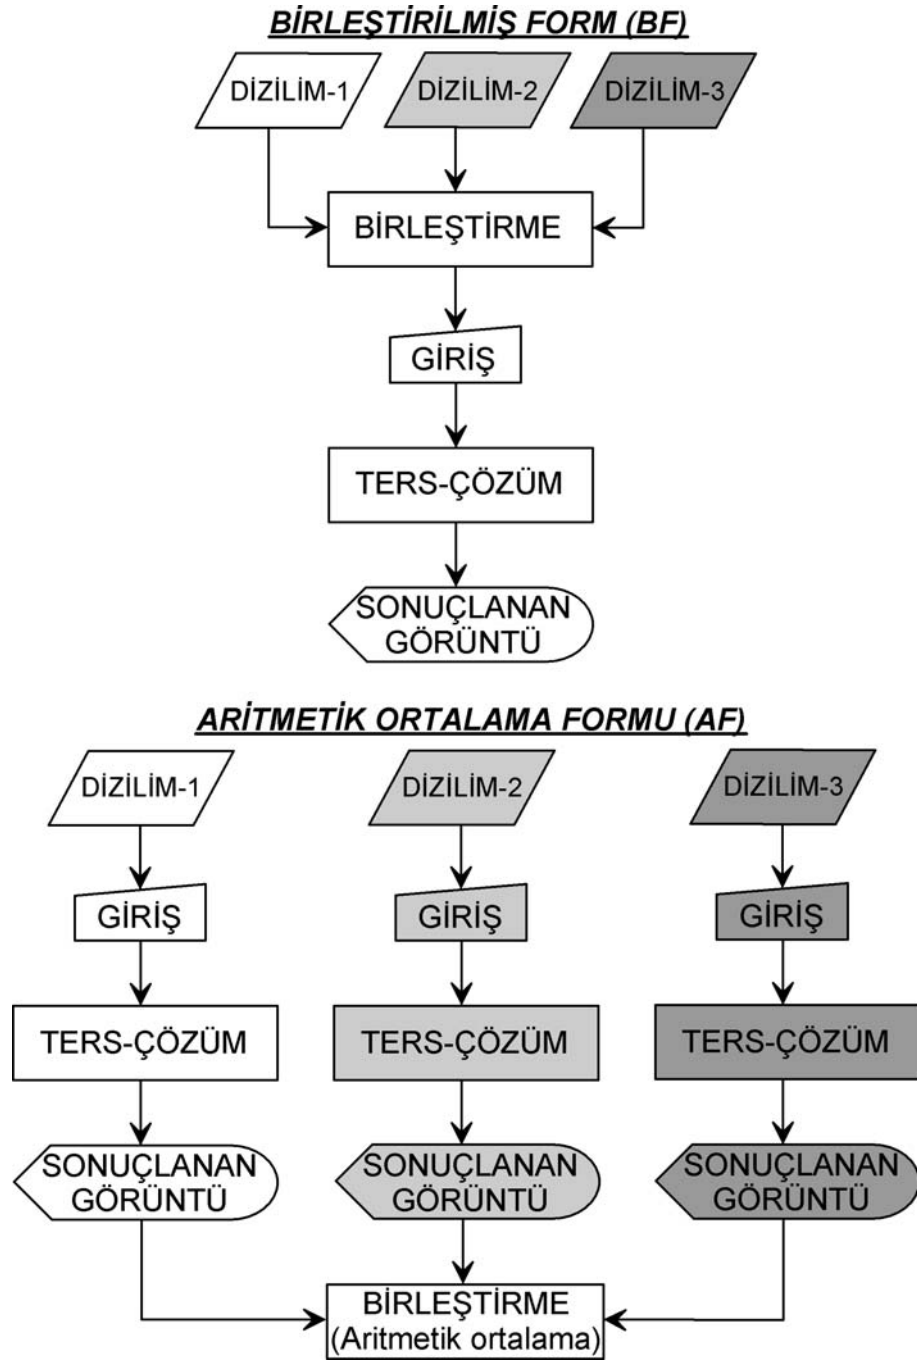 BİRLEŞTİRİLMİŞ FORM (BF)
DİZİLİM-1 DİZİLİM-2 DİZİLİM-3
BİRLEŞTİRME
GİRİŞ
TERS-ÇÖZÜM
SONUÇLANAN
GÖRÜNTÜ
ARİTMETİK ORTALAMA FORMU (AF)
DİZİLİM-1 DİZİLİM-2 DİZİLİM-3
GİRİŞ GİRİŞ GİRİŞ
TERS-ÇÖZÜM TERS-ÇÖZÜM TERS-ÇÖZÜM
SONUÇLANAN SONUÇLANAN SONUÇLANAN
GÖRÜNTÜ GÖRÜNTÜ GÖRÜNTÜ
BİRLEŞTİRME
(Aritmetik ortalama)